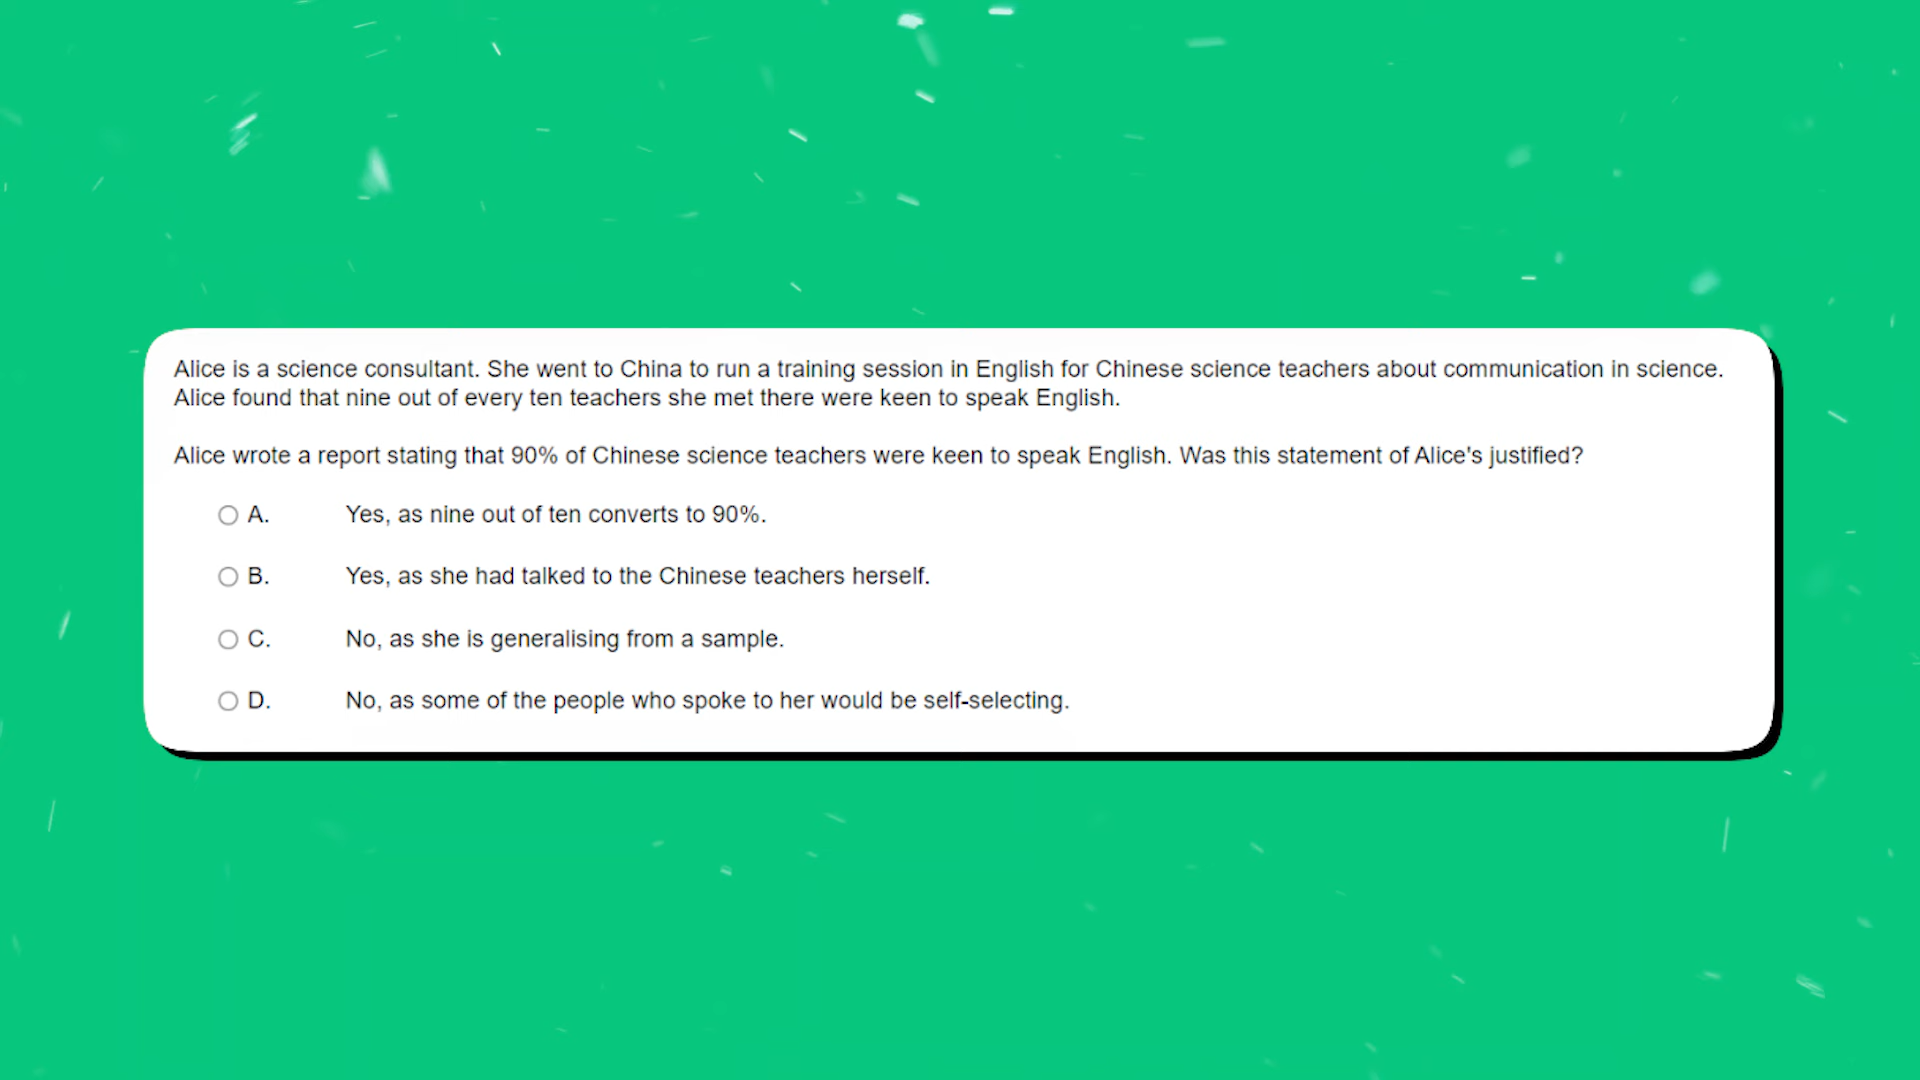 Alice is a science consultant. She went to China to run a training session in English for Chinese science teachers about communication in science.
Alice found that nine out of every ten teachers she met there were keen to speak English.
Alice wrote a report stating that 90% of Chinese science teachers were keen to speak English. Was this statement of Alice's justified?
A. Yes, as nine out of ten converts to 90%.
B. Yes, as she had talked to the Chinese teachers herself.
C. No, as she is generalising from a sample.
D. No, as some of the people who spoke to her would be self-selecting.